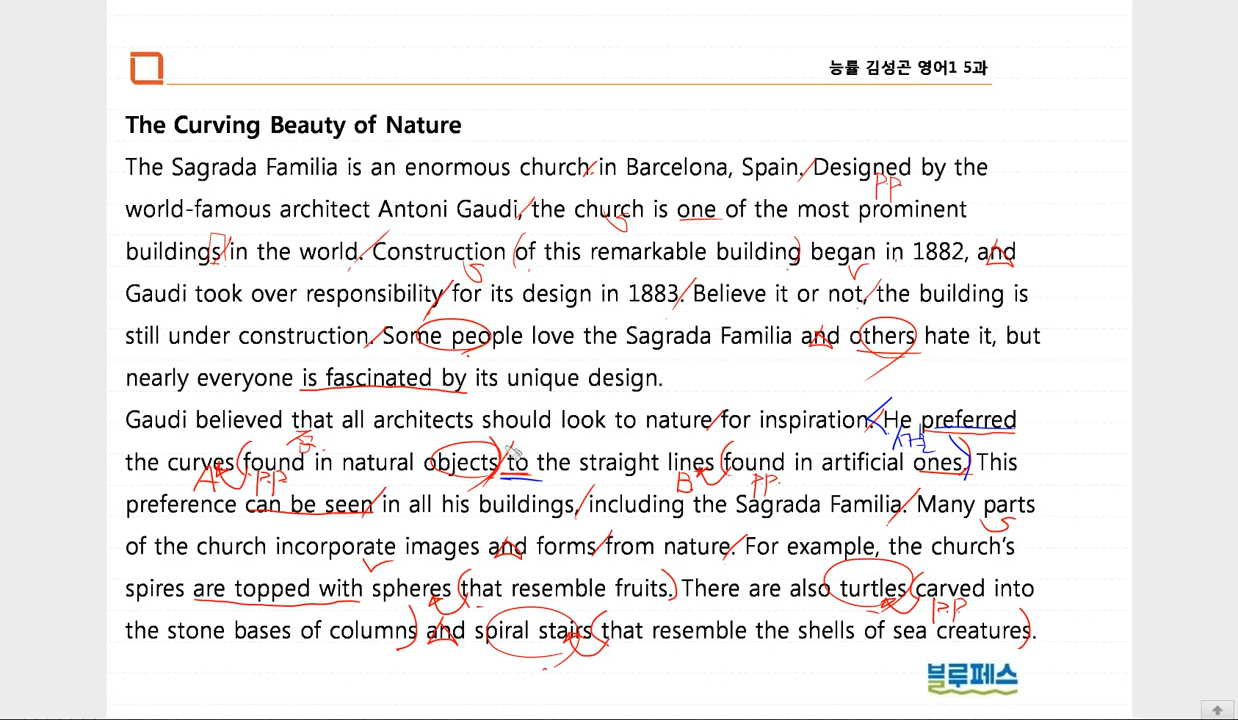 능률 김성곤 영어1 5과
The Curving Beauty of Nature
The Sagrada Familia is an enormous church in Barcelona, Spain. Designed by the
pp
world-famous architect Antoni Gaudi, the church is one of the most prominent
S
buildings in the world. Construction of this remarkable building began in 1882, and
S V
Gaudi took over responsibility for its design in 1883. Believe it or not, the building is
still under construction. Some people love the Sagrada Familia and others hate it, but
nearly everyone is fascinated by its unique design.
Gaudi believed that all architects should look to nature for inspiration. He preferred
the curves found in natural objects to the straight lines found in artificial ones. This
A p.p B pp.
preference can be seen in all his buildings, including the Sagrada Familia. Many parts
S
of the church incorporate images and forms from nature. For example, the church's
V
spires are topped with spheres that resemble fruits. There are also turtles carved into
p.p
the stone bases of columns and spiral stairs that resemble the shells of sea creatures.
블루페스